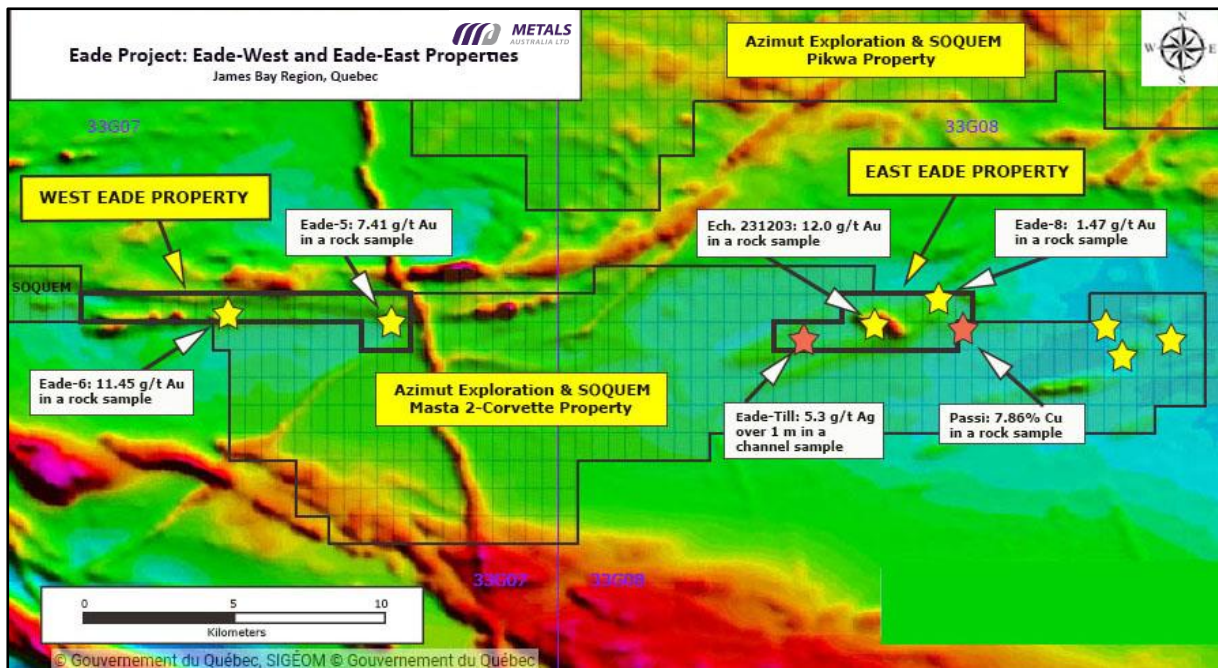 METALS
AUSTRALIA LTD
Eade Project: Eade-West and Eade-East Properties
James Bay Region, Quebec
Azimut Exploration & SOQUEM
Pikwa Property
N
W E
S
33G07
33G08
WEST EADE PROPERTY
EAST EADE PROPERTY
Eade-5: 7.41 g/t Au
in a rock sample
Ech. 231203: 12.0 g/t Au
in a rock sample
Eade-8: 1.47 g/t Au
in a rock sample
SOQUEM
Eade-6: 11.45 g/t Au
in a rock sample
Azimut Exploration & SOQUEM
Masta 2-Corvette Property
Eade-Till: 5.3 g/t Ag
over 1 m in a
channel sample
Passi: 7.86% Cu
in a rock sample
33G07
33G08
0 5 10
Kilometers
© Gouvernement du Québec, SIGÉOM © Gouvernement du Québec